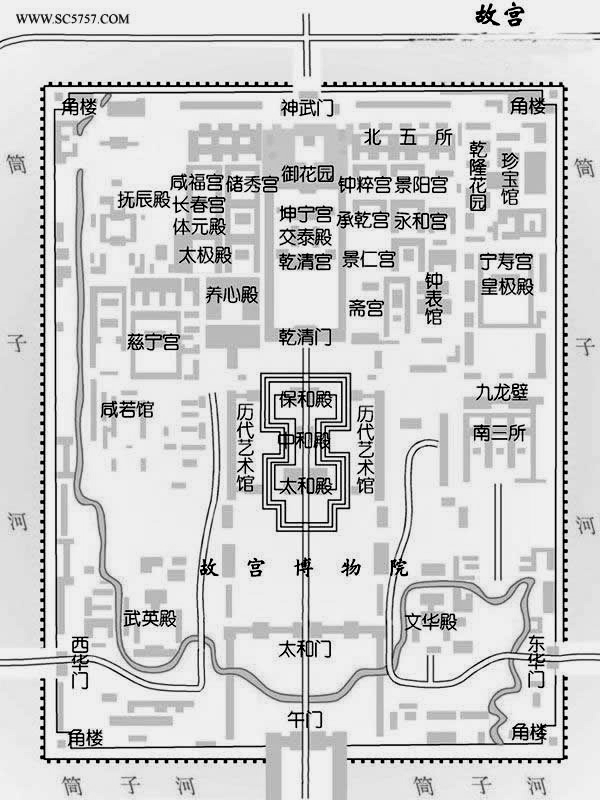 WWW.SC5757.COM
故宫
角楼
神武门
角楼
北五所
筒
子
河
筒
子
河
乾隆花园
珍宝馆
御花园
咸福宫
储秀宫
钟粹宫
景阳宫
抚辰殿
长春宫
体元殿
坤宁宫
承乾宫
永和宫
交泰殿
太极殿
乾清宫
景仁宫
宁寿宫
皇极殿
养心殿
斋宫
钟表馆
慈宁宫
乾清门
咸若馆
保和殿
九龙壁
历代艺术馆
中和殿
历代艺术馆
南三所
太和殿
故宫博物院
武英殿
文华殿
西华门
太和门
东华门
午门
角楼
角楼
筒子河
筒子河